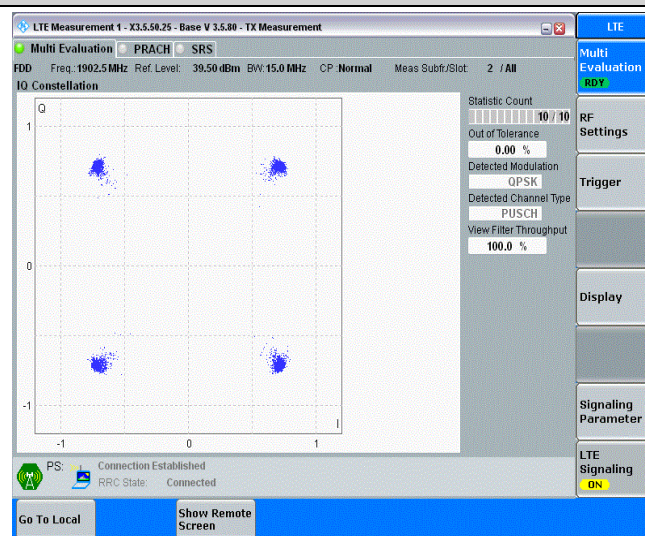 LTE Measurement 1 - X3.5.50.25 - Base V 3.5.80 - TX Measurement
LTE
Multi Evaluation PRACH SRS
FDD Freq.: 1902.5 MHz Ref. Level: 39.50 dBm BW: 15.0 MHz CP : Normal Meas Subfr./Slot: 2 / All
IQ Constellation
Q
1
0
-1
-1 0 1
I
Statistic Count
10 / 10
Out of Tolerance
0.00 %
Detected Modulation
QPSK
Detected Channel Type
PUSCH
View Filter Throughput
100.0 %
Multi
Evaluation
RDY
RF
Settings
Trigger
Display
Signaling
Parameter
LTE
Signaling
ON
PS: Connection Established
RRC State: Connected
Go To Local
Show Remote
Screen